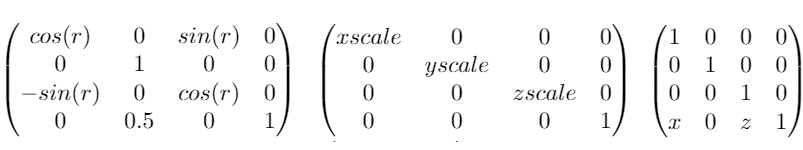 cos(r) 0 sin(r) 0 xscale 0 0 0 1 0 0 0
0 1 0 0 0 yscale 0 0 0 1 0 0
-sin(r) 0 cos(r) 0 0 0 zscale 0 0 0 1 0
0 0.5 0 1 0 0 0 1 x 0 z 1